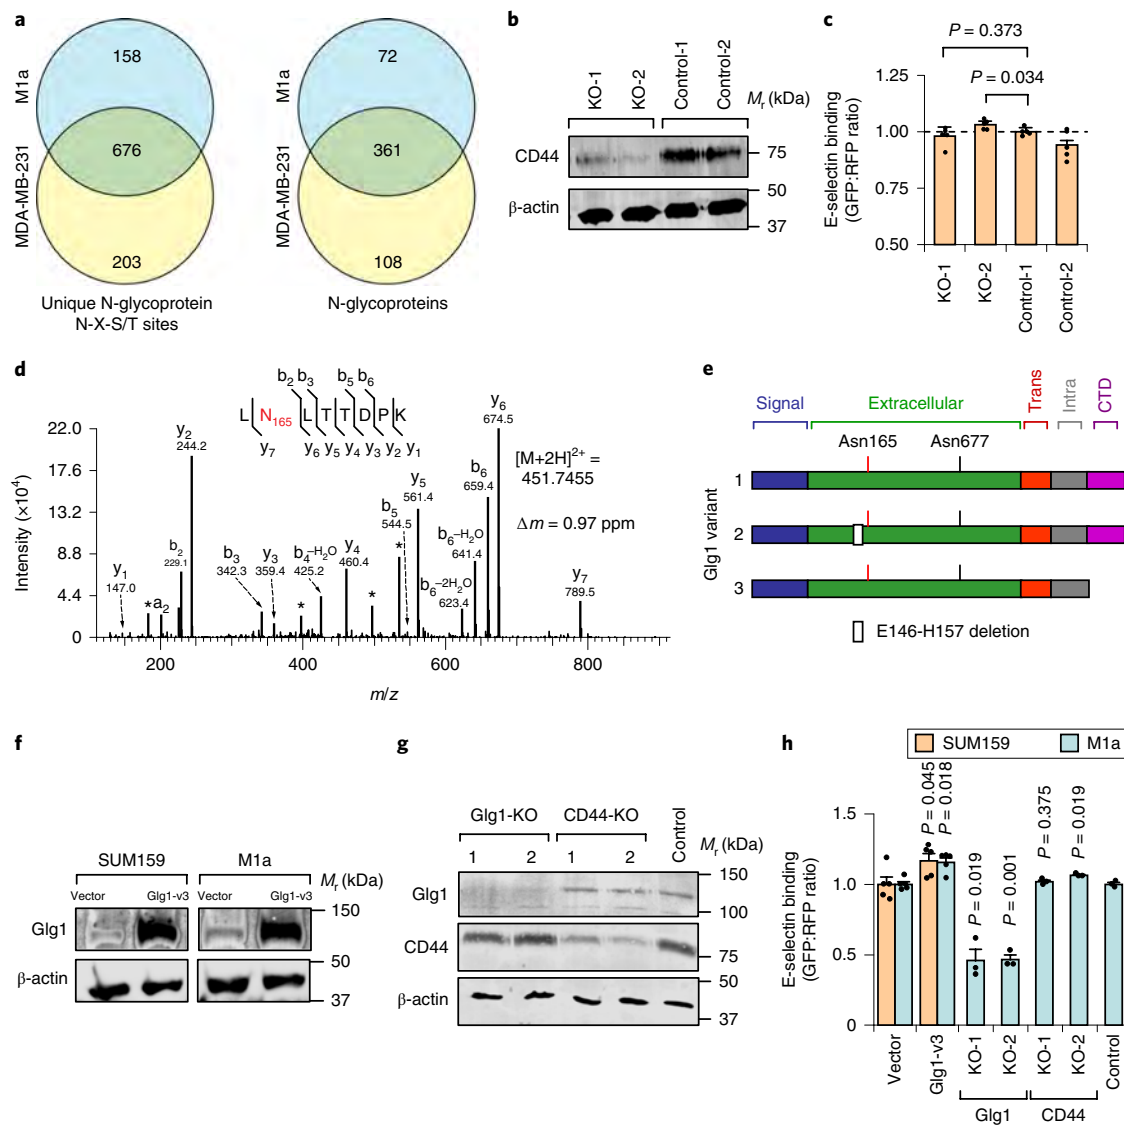 a
M1a
MDA-MB-231
158
676
203
Unique N-glycoprotein
N-X-S/T sites
M1a
MDA-MB-231
72
361
108
N-glycoproteins
b
KO-1
KO-2
Control-1
Control-2
Mr (kDa)
CD44
75
50
β-actin
37
c
P = 0.373
P = 0.034
E-selectin binding
(GFP:RFP ratio)
1.25
1.00
0.75
0.50
KO-1
KO-2
Control-1
Control-2
d
b2 b3 b5 b6
L N165 L T T D P K
y7 y6 y5 y4 y3 y2 y1
[M+2H]2+ =
451.7455
Δm = 0.97 ppm
Intensity (×104)
22.0
17.6
13.2
8.8
4.4
0
y1
147.0
*
a2
b2
229.1
y2
244.2
b3
342.3
y3
359.4
*
b4–H2O
425.2
y4
460.4
*
*
b5
544.5
y5
561.4
b6–2H2O
623.4
b6–H2O
641.4
b6
659.4
y6
674.5
y7
789.5
200
400
600
800
m/z
e
Signal
Extracellular
Trans
Intra
CTD
Asn165
Asn677
Glg1 variant
1
2
3
E146-H157 deletion
f
SUM159
M1a
Vector
Glg1-v3
Vector
Glg1-v3
Mr (kDa)
Glg1
150
β-actin
50
37
g
Glg1-KO
CD44-KO
Control
1
2
1
2
Mr (kDa)
Glg1
150
100
CD44
75
β-actin
50
37
h
SUM159
M1a
P = 0.045
P = 0.018
P = 0.019
P = 0.001
P = 0.375
P = 0.019
E-selectin binding
(GFP:RFP ratio)
1.5
1.0
0.5
0
Vector
Glg1-v3
KO-1
KO-2
KO-1
KO-2
Control
Glg1
CD44